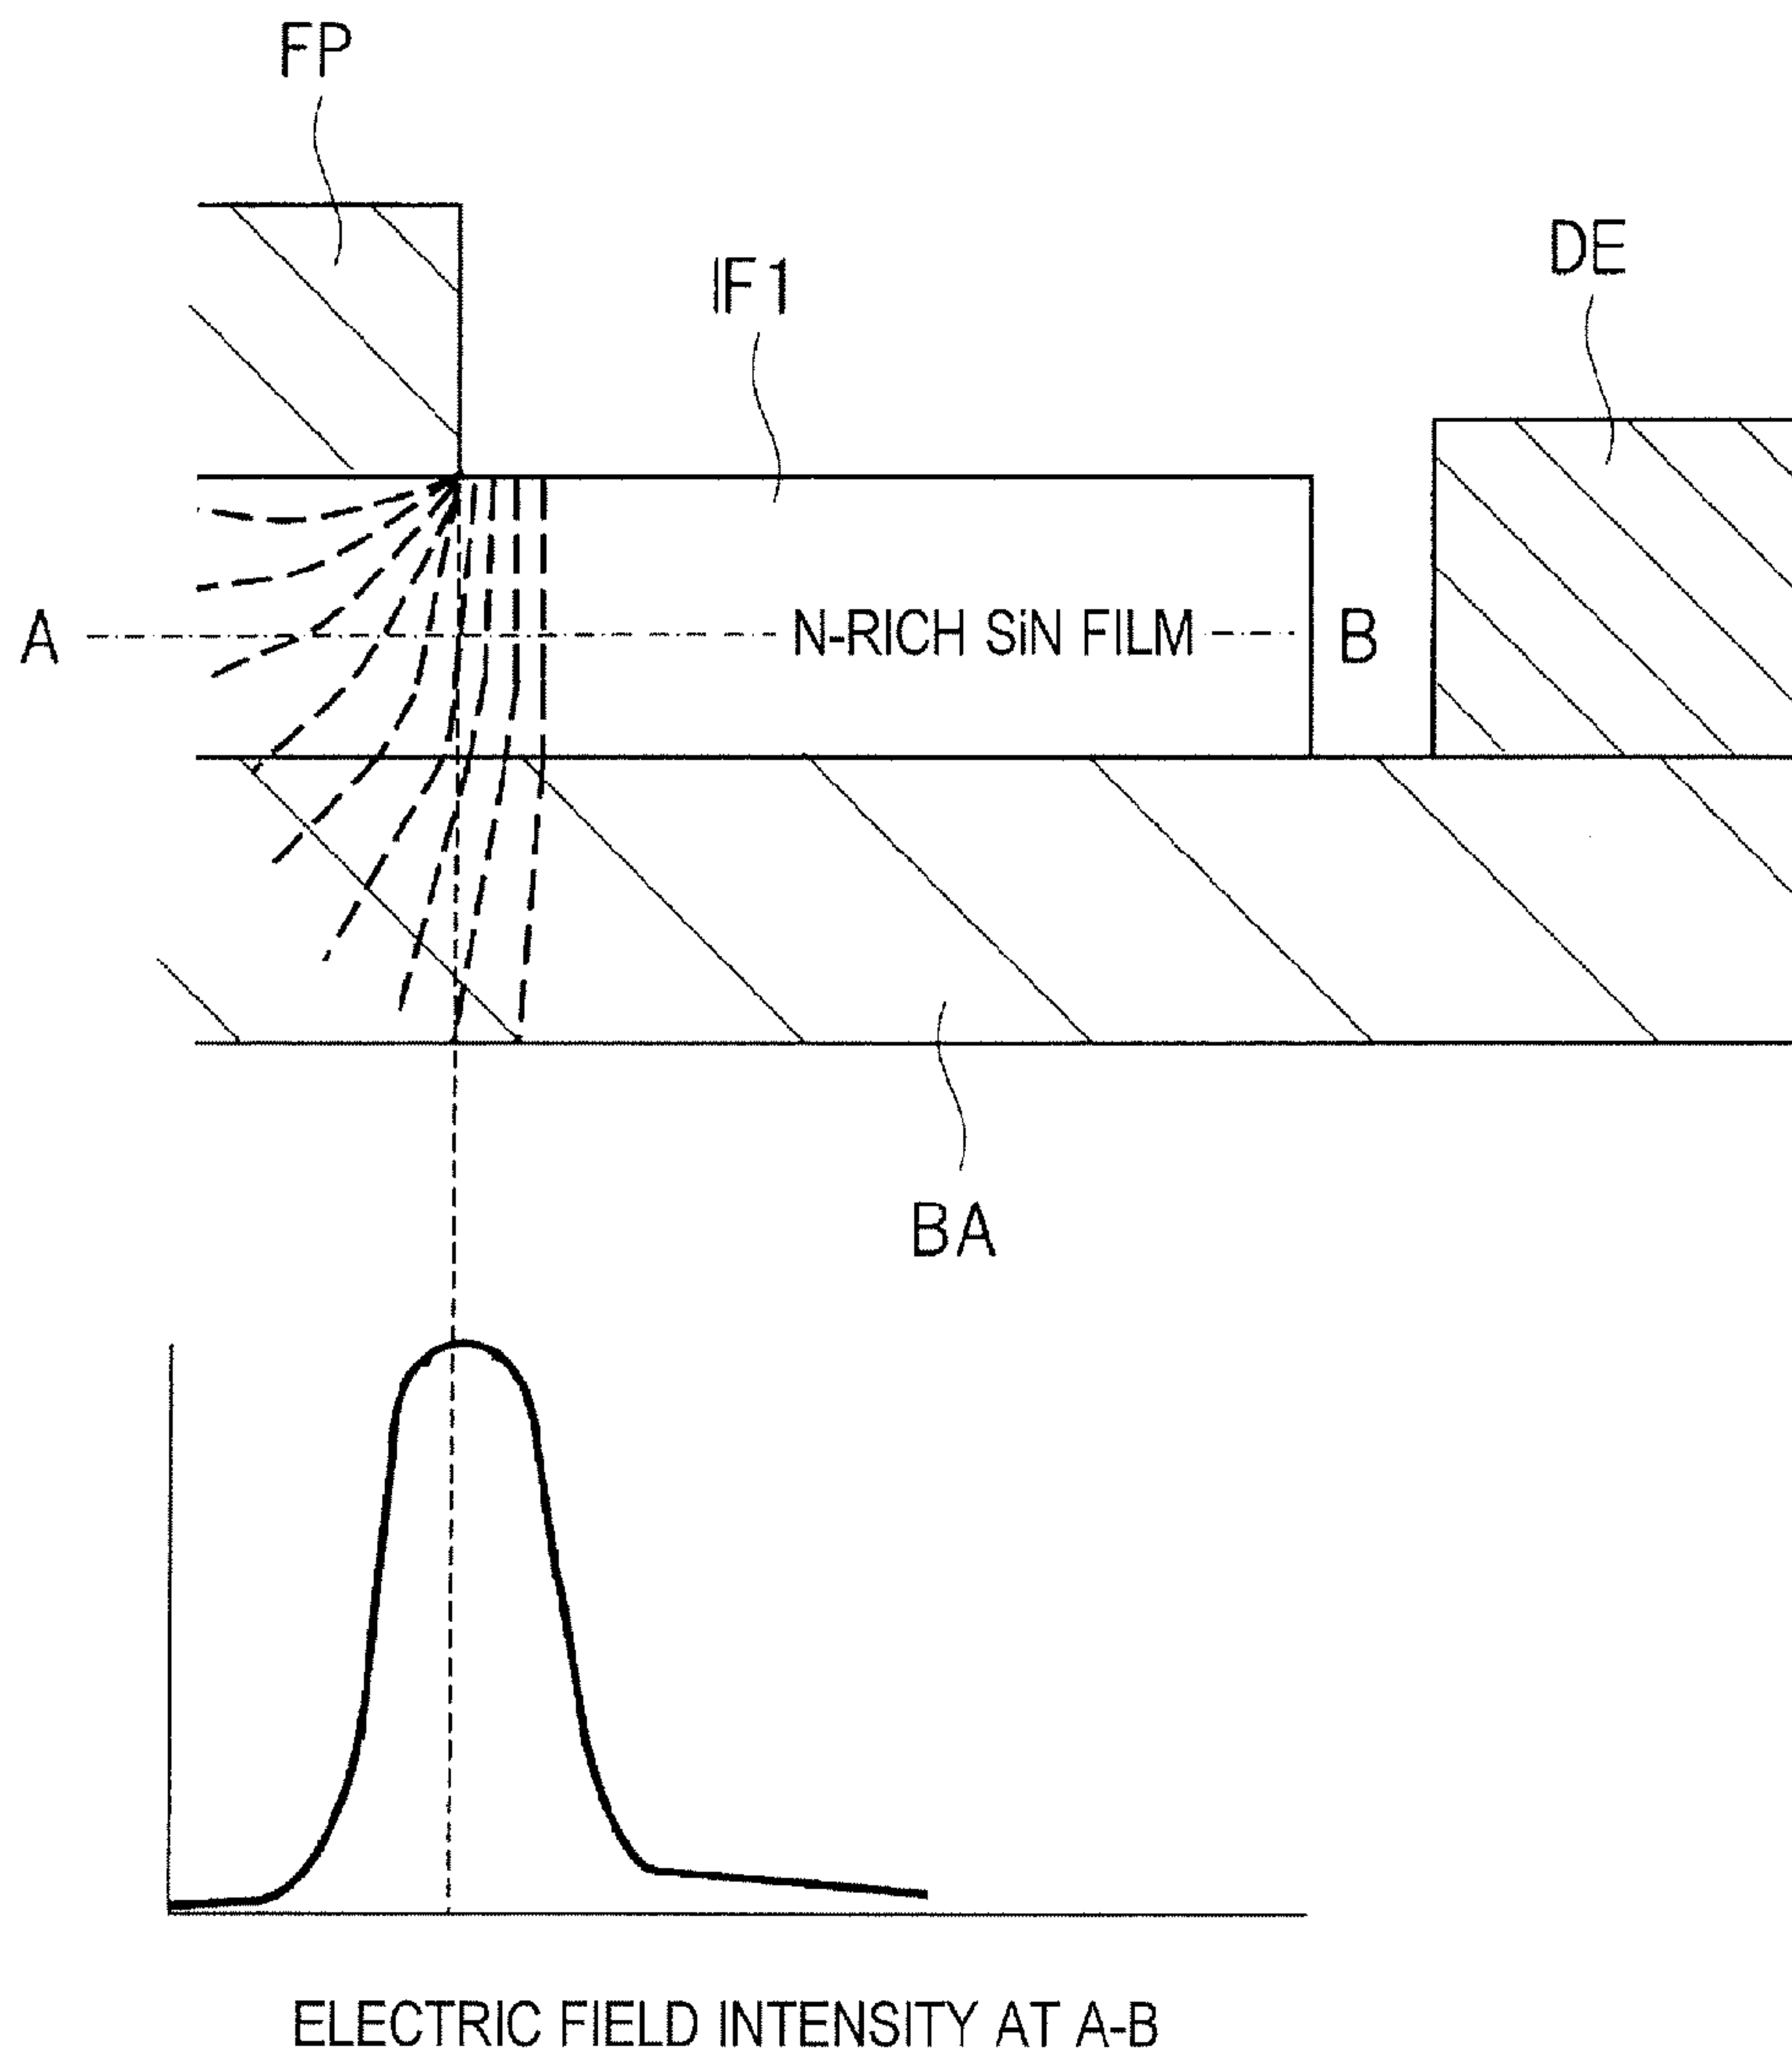 FP
IF1
DE
A
N-RICH SiN FILM
B
BA
ELECTRIC FIELD INTENSITY AT A-B